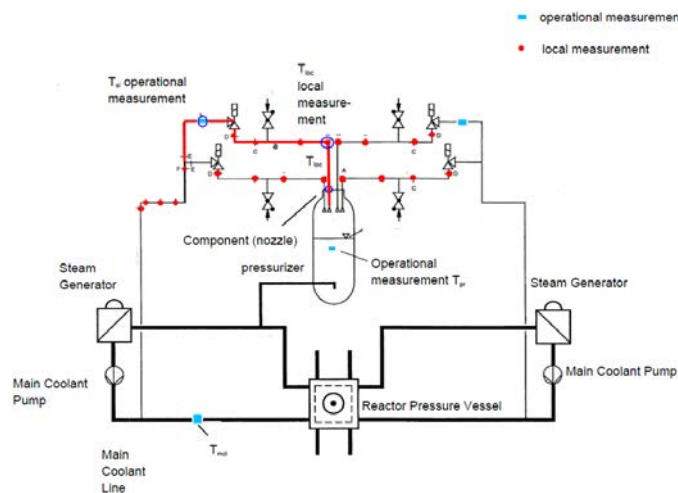 operational measurement
local measurement
T_sl operational
measurement
T_loc
local
measure-
ment
T_loc
D
C
B
C
D
E
F
E
D
D
A
C
Component (nozzle)
pressurizer
Operational
measurement T_pr
Steam
Generator
Steam Generator
Main Coolant
Pump
Main Coolant Pump
Reactor Pressure Vessel
T_mcl
Main
Coolant
Line